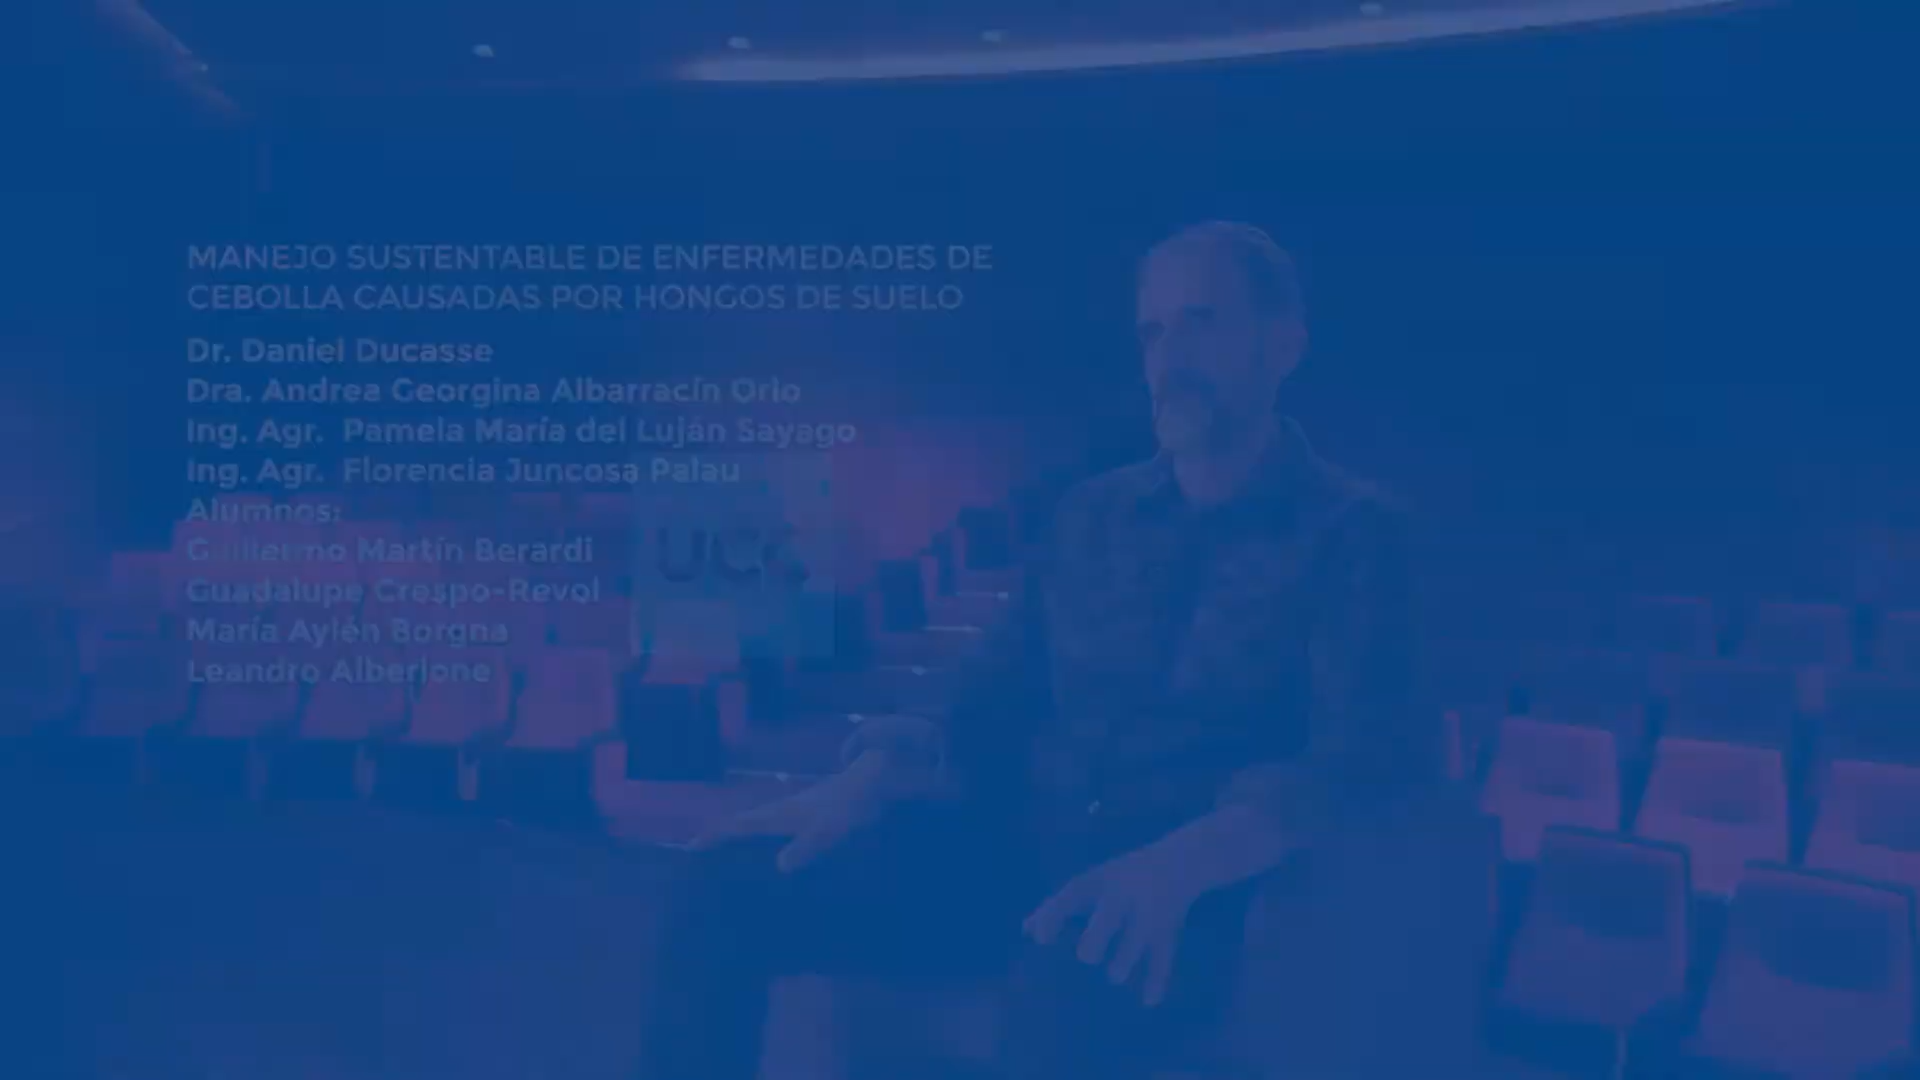 MANEJO SUSTENTABLE DE ENFERMEDADES DE
CEBOLLA CAUSADAS POR HONGOS DE SUELO
Dr. Daniel Ducasse
Dra. Andrea Georgina Albarracín Orio
Ing. Agr. Pamela María del Luján Sayago
Ing. Agr. Florencia Juncosa Palau
Alumnos:
Guillermo Martín Berardi
UCC
Guadalupe Crespo-Revol
María Aylén Borgna
Leandro Alberione